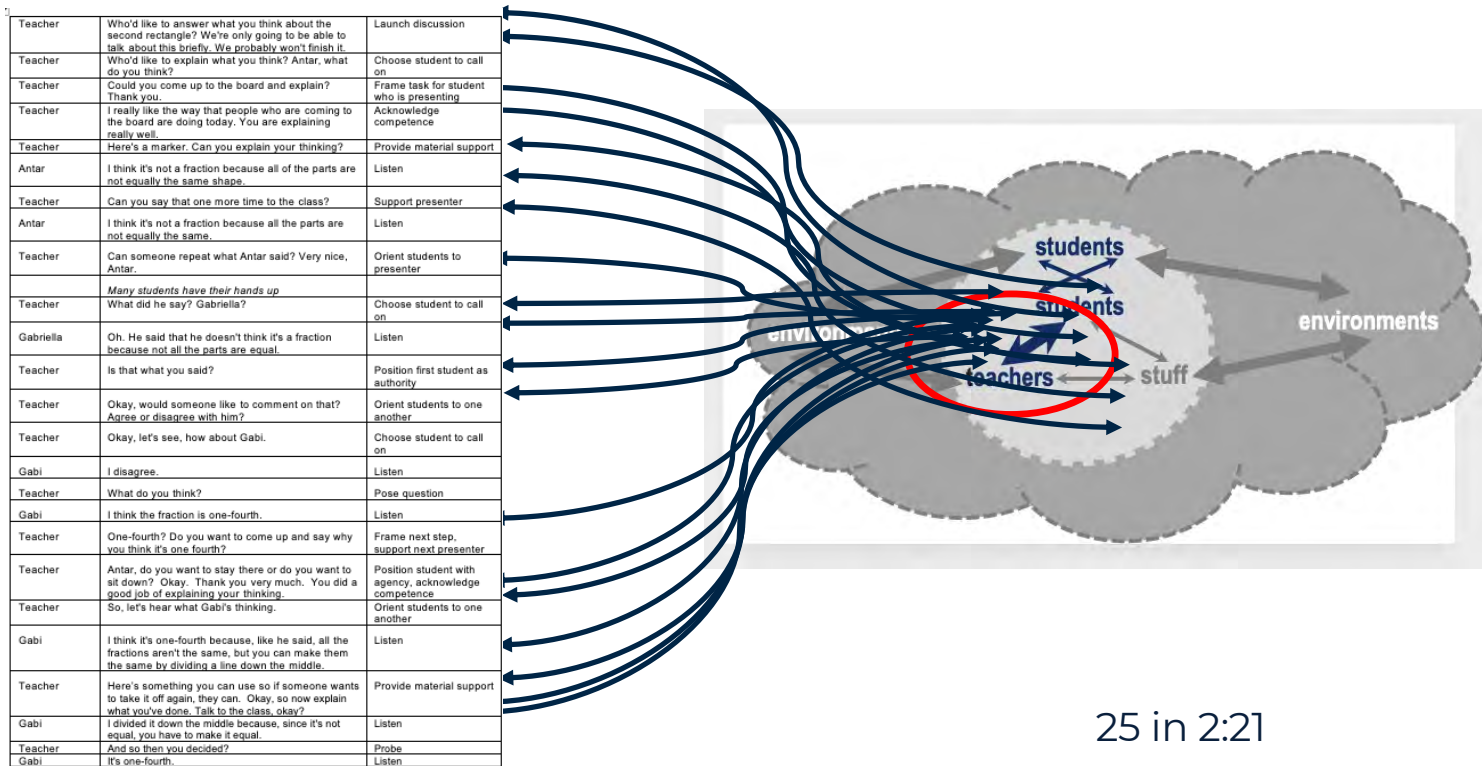 Teacher
Who'd like to answer what you think about the
second rectangle? We're only going to be able to
talk about this briefly. We probably won't finish it.
Launch discussion
Teacher
Who'd like to explain what you think? Antar, what
do you think?
Choose student to call
on
Teacher
Could you come up to the board and explain?
Thank you.
Frame task for student
who is presenting
Teacher
I really like the way that people who are coming to
the board are doing today. You are explaining
really well.
Acknowledge
competence
Teacher
Here's a marker. Can you explain your thinking?
Provide material support
Antar
I think it's not a fraction because all of the parts are
not equally the same shape.
Listen
Teacher
Can you say that one more time to the class?
Support presenter
Antar
I think it's not a fraction because all the parts are
not equally the same.
Listen
Teacher
Can someone repeat what Antar said? Very nice,
Antar.
Orient students to
presenter
Many students have their hands up
Teacher
What did he say? Gabriella?
Choose student to call
on
Gabriella
Oh. He said that he doesn't think it's a fraction
because not all the parts are equal.
Listen
Teacher
Is that what you said?
Position first student as
authority
Teacher
Okay, would someone like to comment on that?
Agree or disagree with him?
Orient students to one
another
Teacher
Okay, let's see, how about Gabi.
Choose student to call
on
Gabi
I disagree.
Listen
Teacher
What do you think?
Pose question
Gabi
I think the fraction is one-fourth.
Listen
Teacher
One-fourth? Do you want to come up and say why
you think it's one fourth?
Frame next step,
support next presenter
Teacher
Antar, do you want to stay there or do you want to
sit down? Okay. Thank you very much. You did a
good job of explaining your thinking.
Position student with
agency, acknowledge
competence
Teacher
So, let's hear what Gabi's thinking.
Orient students to one
another
Gabi
I think it's one-fourth because, like he said, all the
fractions aren't the same, but you can make them
the same by dividing a line down the middle.
Listen
Teacher
Here's something you can use so if someone wants
to take it off again, they can. Okay, so now explain
what you've done. Talk to the class, okay?
Provide material support
Gabi
I divided it down the middle because, since it's not
equal, you have to make it equal.
Listen
Teacher
And so then you decided?
Probe
Gabi
It's one-fourth.
Listen
students
students
environments
teachers
stuff
environments
25 in 2:21